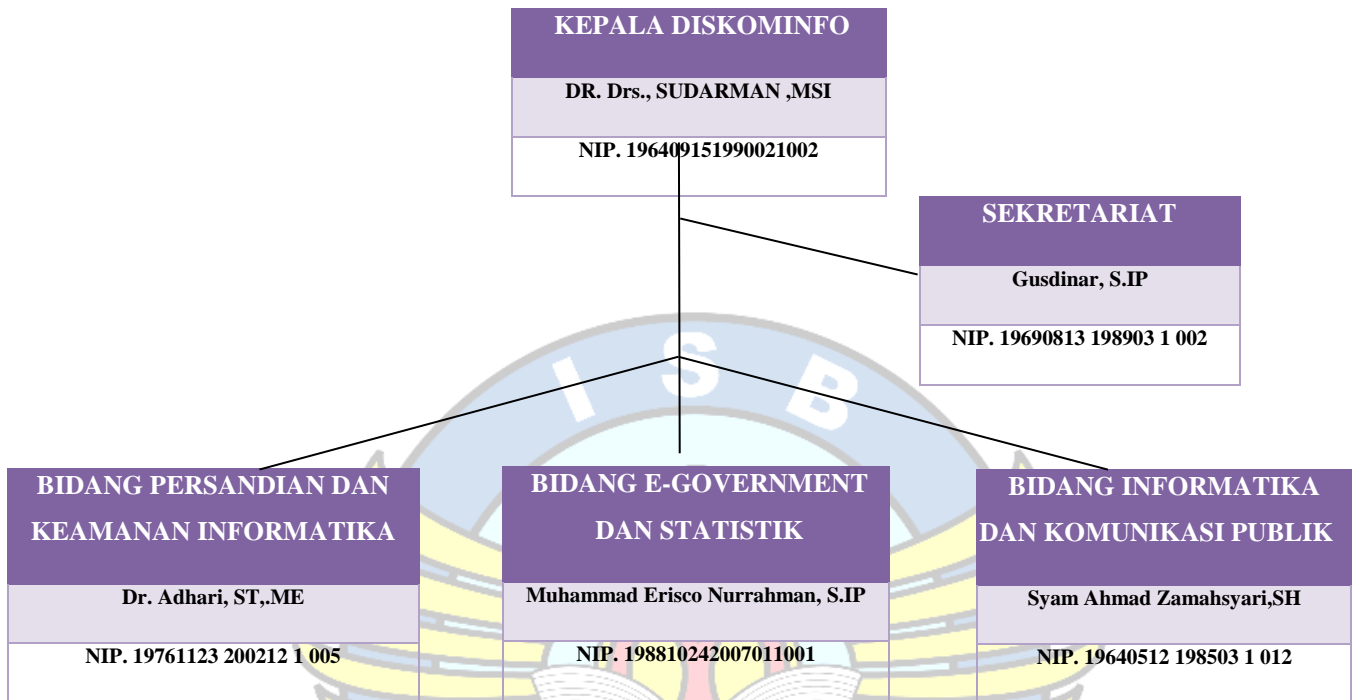 KEPALA DISKOMINFO
DR. Drs., SUDARMAN ,MSI
NIP. 196409151990021002
SEKRETARIAT
Gusdinar, S.IP
NIP. 19690813 198903 1 002
I S B
BIDANG PERSANDIAN DAN
KEAMANAN INFORMATIKA
Dr. Adhari, ST,.ME
NIP. 19761123 200212 1 005
BIDANG E-GOVERNMENT
DAN STATISTIK
Muhammad Erisco Nurrahman, S.IP
NIP. 198810242007011001
BIDANG INFORMATIKA
DAN KOMUNIKASI PUBLIK
Syam Ahmad Zamahsyari,SH
NIP. 19640512 198503 1 012